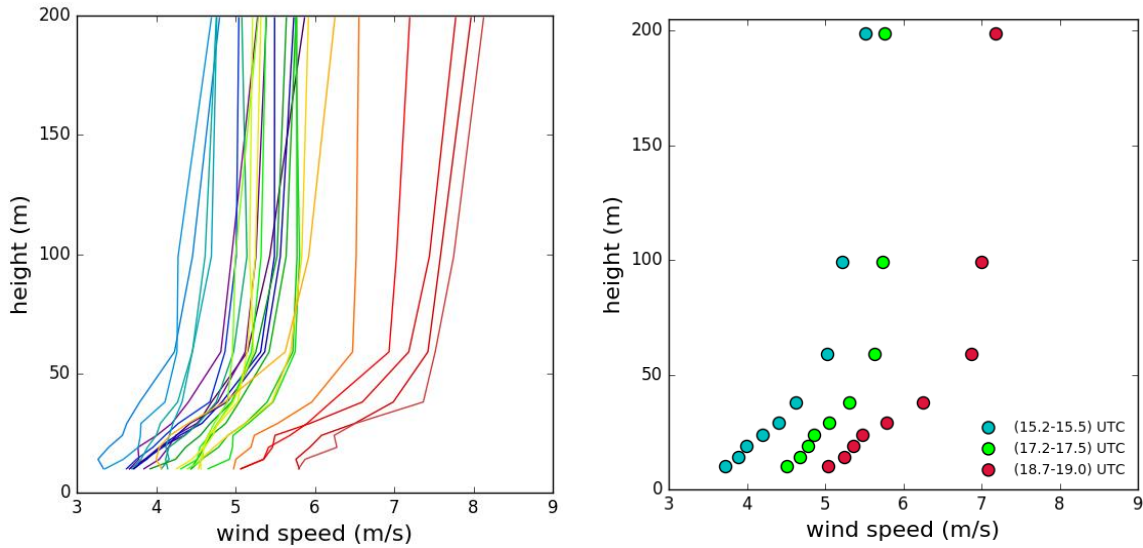 200
150
100
50
0
height (m)
3 4 5 6 7 8 9
wind speed (m/s)
200
150
100
50
0
height (m)
(15.2-15.5) UTC
(17.2-17.5) UTC
(18.7-19.0) UTC
3 4 5 6 7 8 9
wind speed (m/s)